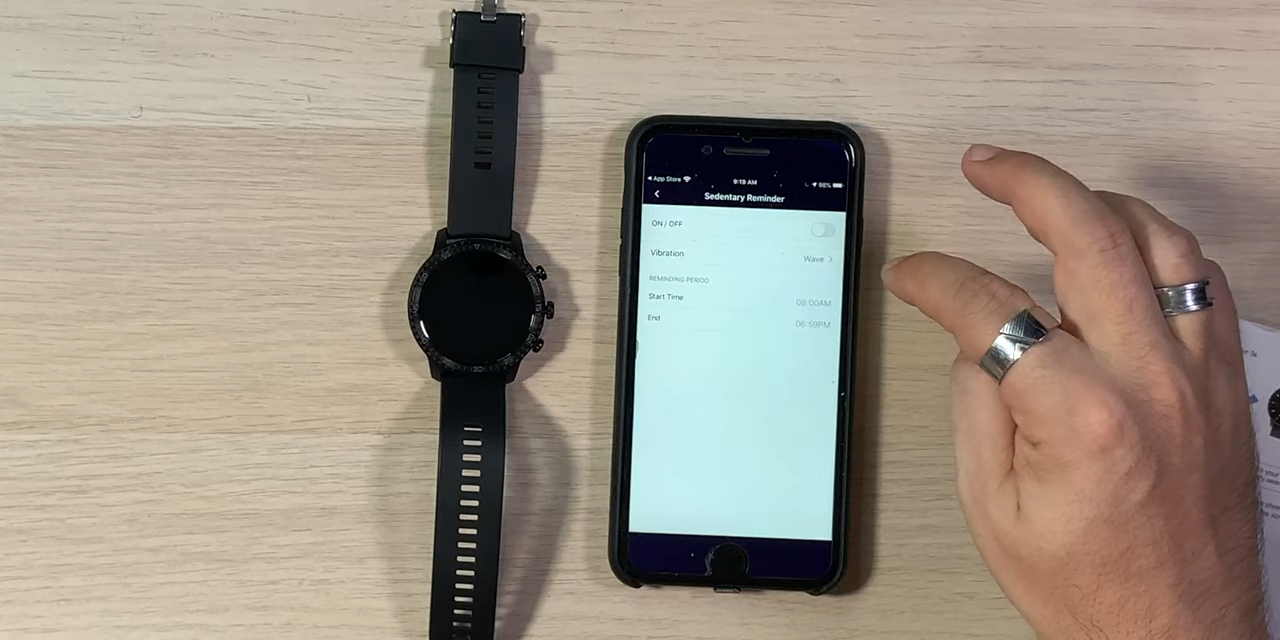 ◀ App Store
9:19 AM
98%
Sedentary Reminder
ON / OFF
Vibration
Wave >
REMINDING PERIOD
Start Time
08:00AM
End
06:59PM